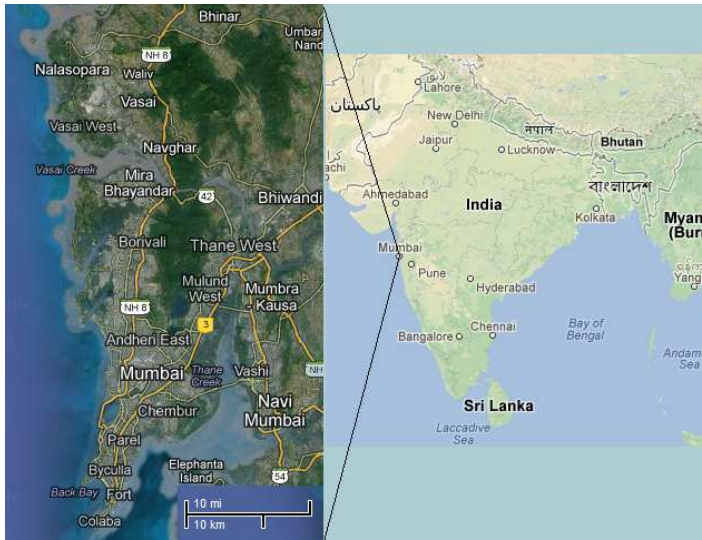 Bhinar
Umbar
Nand
NH 8
Nalasopara
Waliv
Vasai
Vasai West
Navghar
Vasai Creek
Mira
Bhayandar
42
Bhiwandi
Borivali
Thane West
Mulund
West
Mumbra
Kausa
NH 8
3
Andheri East
Mumbai
Thane
Creek
Vashi
NH
Chembur
Navi
Mumbai
Parel
Byculla
Elephanta
Island
54
Back Bay
Fort
Colaba
10 mi
10 km
Lahore
پاکستان
New Delhi
नेपाल
Bhutan
Jaipur
Lucknow
achi
বাংলাদেশ
Ahmedabad
India
Kolkata
Myan
(Burr
Mumbai
Pune
Hyderabad
Yang
Bangalore
Chennai
Bay of
Bengal
Andama
Sea
Sri Lanka
Laccadive
Sea